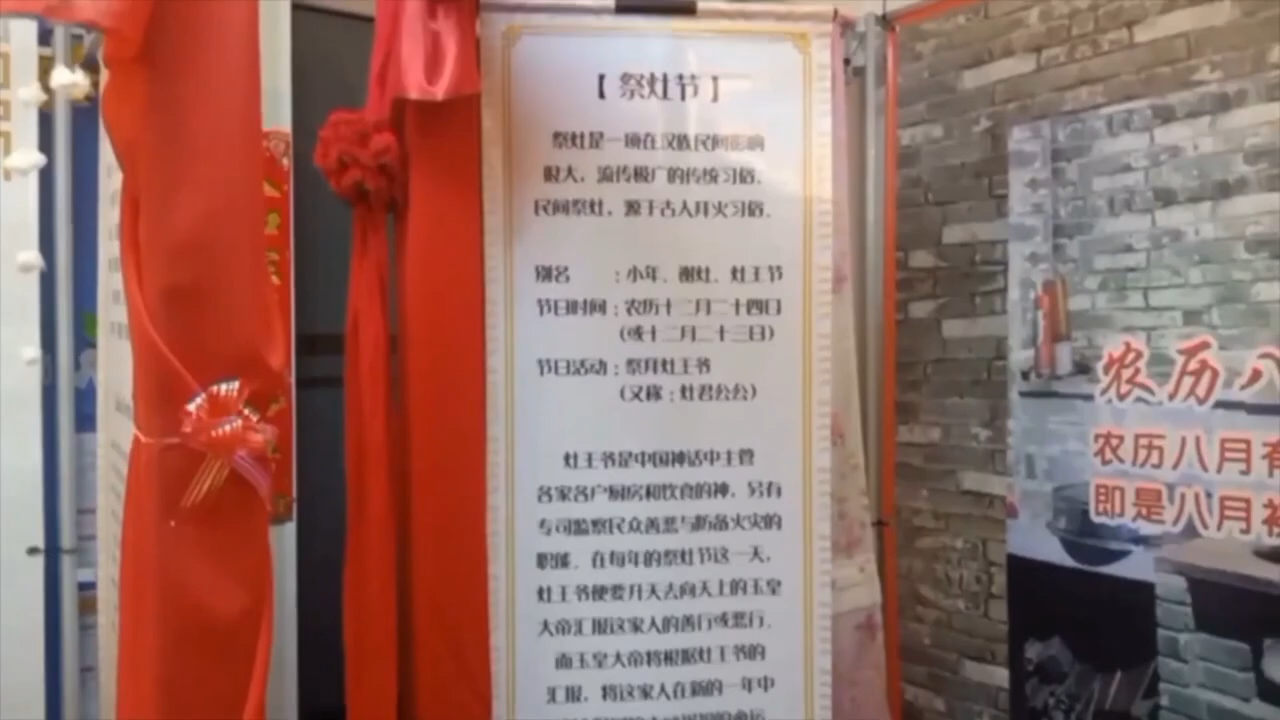 【 祭灶节 】
祭灶是一项在汉族民间影响
很大、流传极广的传统习俗。
民间祭灶，源于古人拜火习俗。
别名 ：小年、谢灶、灶王节
节日时间：农历十二月二十四日
（或十二月二十三日）
节日活动：祭拜灶王爷
（又称：灶君公公）
灶王爷是中国神话中主管
各家各户厨房和饮食的神，另有
专司监察民众善恶与防备火灾的
职能。在每年的祭灶节这一天，
灶王爷便要升天去向天上的玉皇
大帝汇报这家人的善行或恶行。
而玉皇大帝将根据灶王爷的
汇报，将这家人在新的一年中
农历八
农历八月有
即是八月初